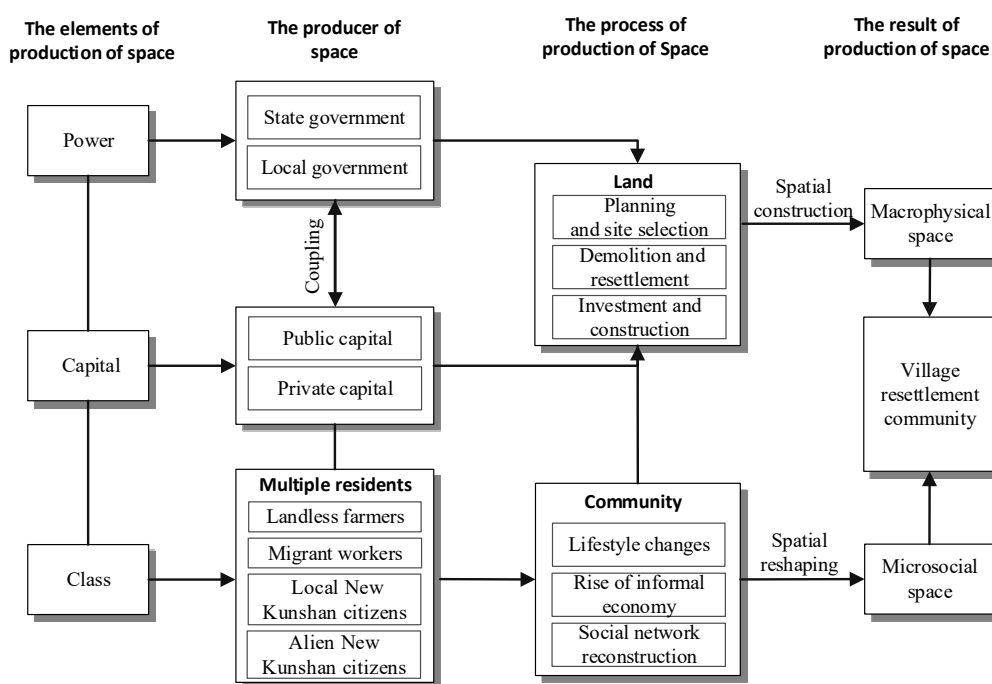 The elements of
production of space
The producer of
space
The process of
production of Space
The result of
production of space
Power
State government
Local government
Coupling
Capital
Public capital
Private capital
Class
Multiple residents
Landless farmers
Migrant workers
Local New
Kunshan citizens
Alien New
Kunshan citizens
Land
Planning
and site selection
Demolition and
resettlement
Investment and
construction
Community
Lifestyle changes
Rise of informal
economy
Social network
reconstruction
Spatial
construction
Spatial
reshaping
Macrophysical
space
Village
resettlement
community
Microsocial
space